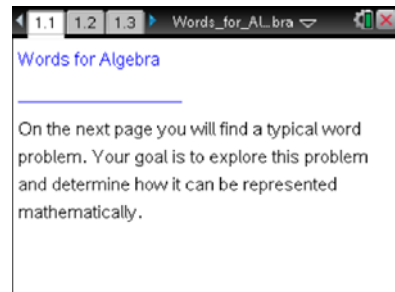 1.1 1.2 1.3 Words_for_Al...bra
Words for Algebra
On the next page you will find a typical word
problem. Your goal is to explore this problem
and determine how it can be represented
mathematically.